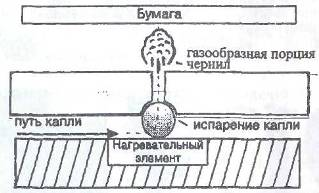 Бумага
газообразная порция
чернил
путь капли
испарение капли
Нагревательный
элемент